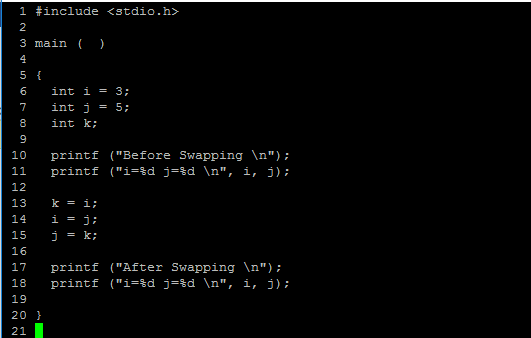 1 #include <stdio.h>
2
3 main (  )
4
5 {
6   int i = 3;
7   int j = 5;
8   int k;
9
10   printf ("Before Swapping \n");
11   printf ("i=%d j=%d \n", i, j);
12
13   k = i;
14   i = j;
15   j = k;
16
17   printf ("After Swapping \n");
18   printf ("i=%d j=%d \n", i, j);
19
20 }
21